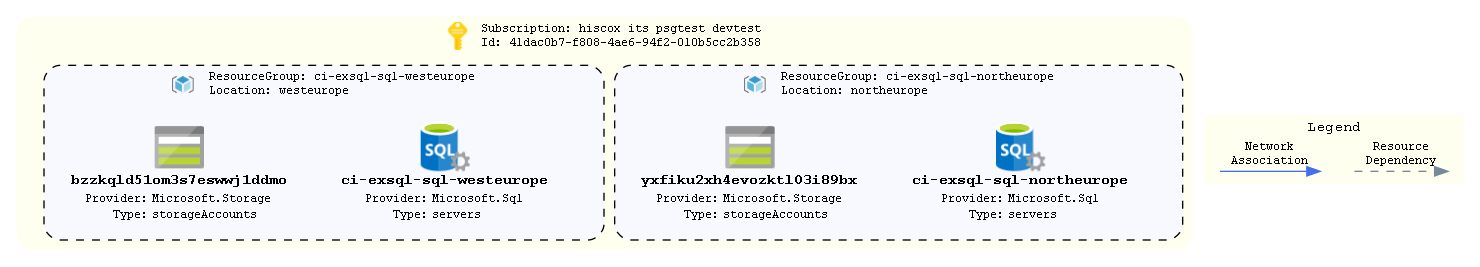 Subscription: hiscox its psgtest devtest
Id: 41dac0b7-f808-4ae6-94f2-010b5cc2b358
ResourceGroup: ci-exsql-sql-westeurope
Location: westeurope
SQL
bzzkqld51om3s7eswwj1ddmo
Provider: Microsoft.Storage
Type: storageAccounts
ci-exsql-sql-westeurope
Provider: Microsoft.Sql
Type: servers
ResourceGroup: ci-exsql-sql-northeurope
Location: northeurope
SQL
yxfiku2xh4evozktl03i89bx
Provider: Microsoft.Storage
Type: storageAccounts
ci-exsql-sql-northeurope
Provider: Microsoft.Sql
Type: servers
Legend
Network
Association
Resource
Dependency